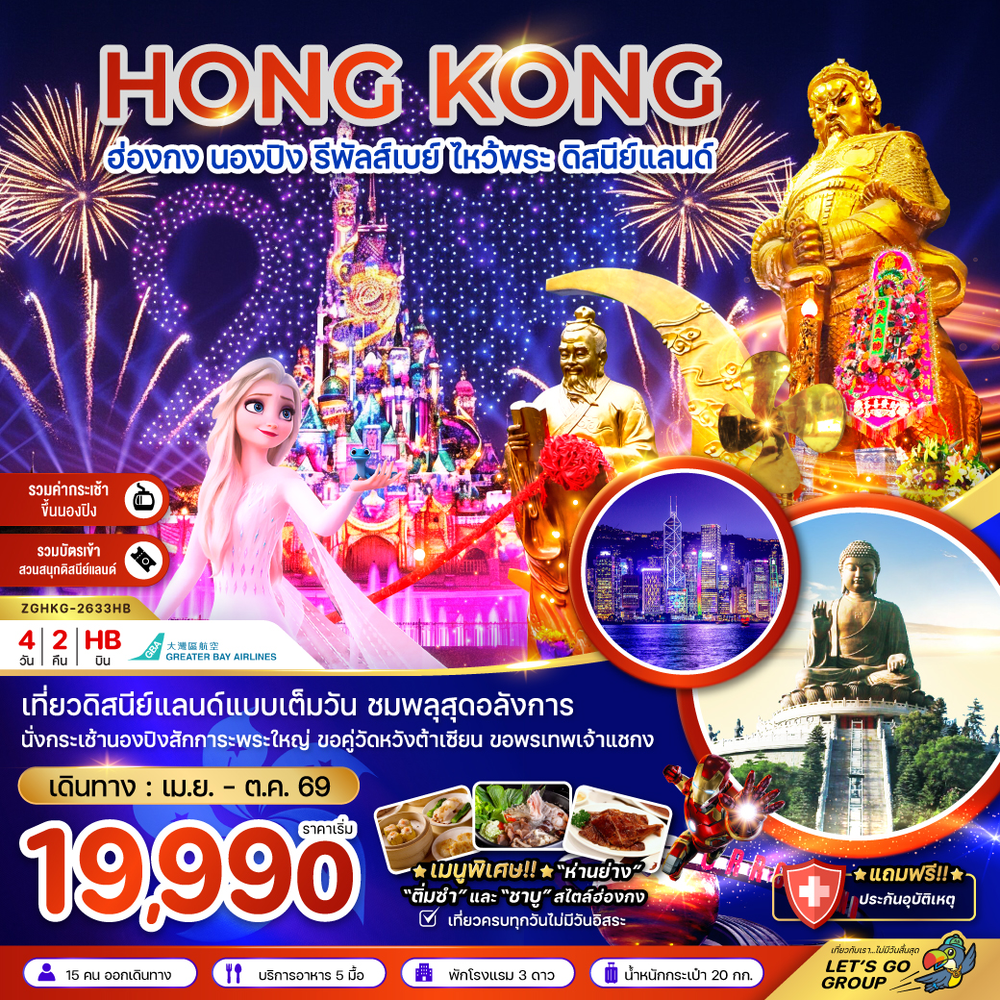 HONG KONG
ฮ่องกง นองปิง รีพัลส์เบย์ ไหว้พระ ดิสนีย์แลนด์
รวมค่ากระเช้า
ขึ้นนองปิง
รวมบัตรเข้า
สวนสนุกดิสนีย์แลนด์
ZGHKG-2633HB
4 2 HB
วัน คืน บิน
GBA
大灣區航空
GREATER BAY AIRLINES
เที่ยวดิสนีย์แลนด์แบบเต็มวัน ชมพลุสุดอลังการ
นั่งกระเช้านองปิงสักการะพระใหญ่ ขอคู่วัดหวังต้าเซียน ขอพรเทพเจ้าแชกง
เดินทาง : เม.ย. - ต.ค. 69
ราคาเริ่ม
19,990
เมนูพิเศษ!! "ห่านย่าง"
"ติ่มซำ" และ "ชาบู" สไตล์ฮ่องกง
เที่ยวครบทุกวันไม่มีวันอิสระ
แถมฟรี!!
ประกันอุบัติเหตุ
15 คน ออกเดินทาง
บริการอาหาร 5 มื้อ
พักโรงแรม 3 ดาว
น้ำหนักกระเป๋า 20 กก.
เที่ยวกับเรา...ไม่มีวันสิ้นสุด
LET'S GO
GROUP